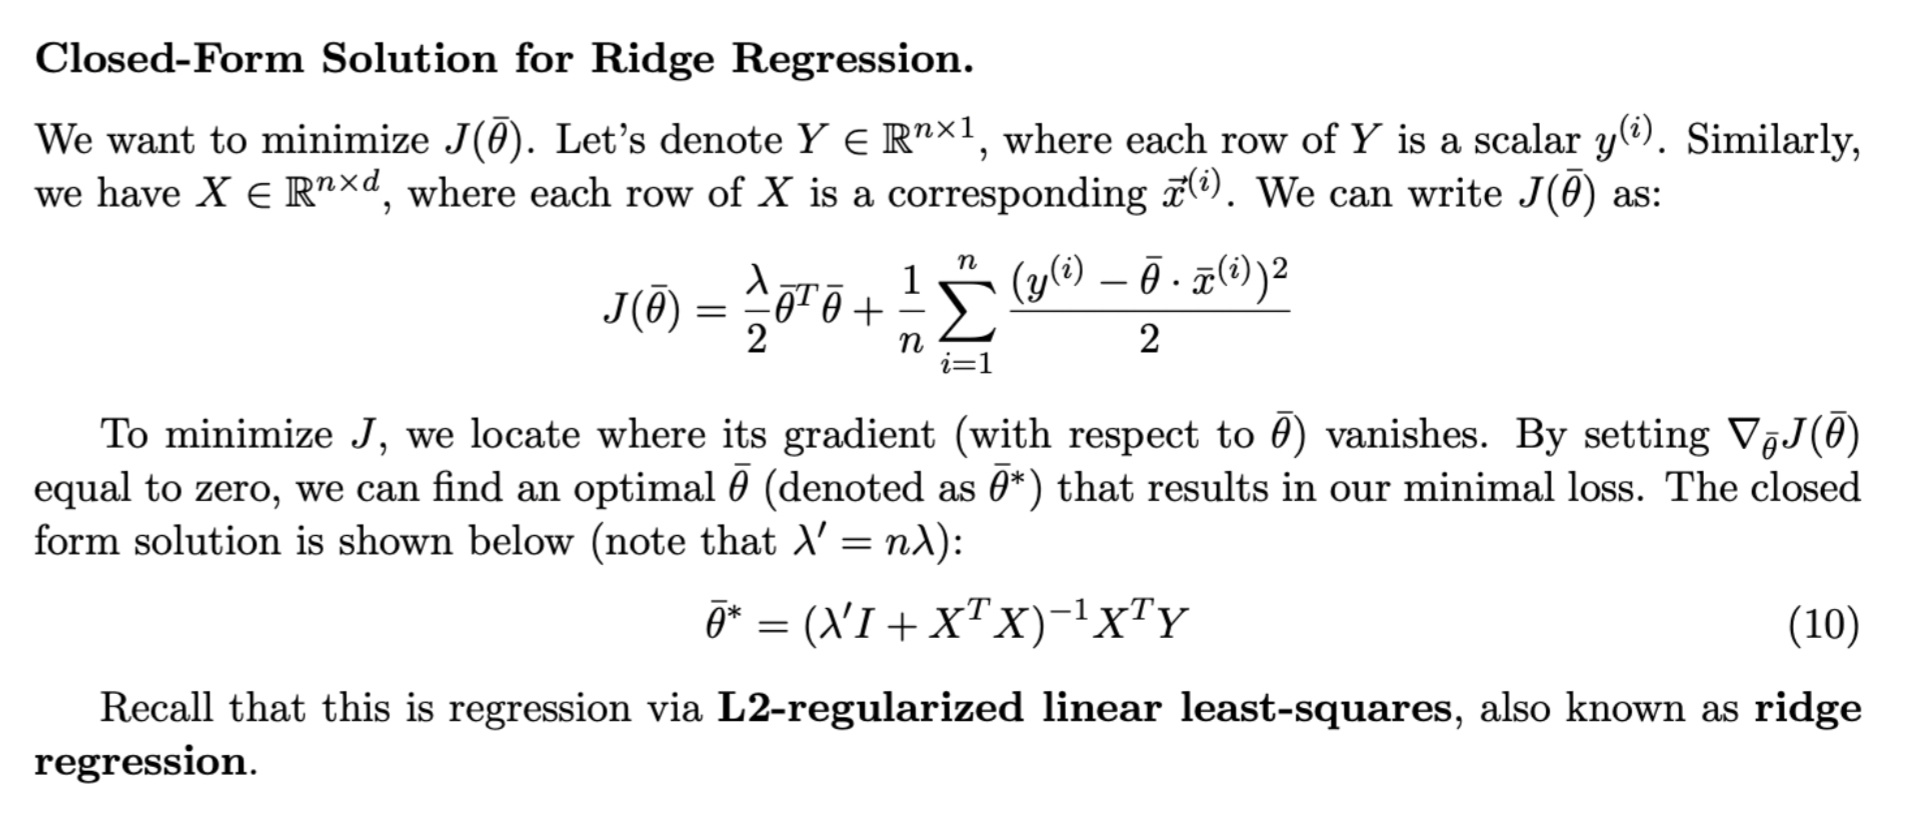 Closed-Form Solution for Ridge Regression.
We want to minimize $J(\bar{\theta})$. Let's denote $Y \in \mathbb{R}^{n \times 1}$, where each row of $Y$ is a scalar $y^{(i)}$. Similarly,
we have $X \in \mathbb{R}^{n \times d}$, where each row of $X$ is a corresponding $\vec{x}^{(i)}$. We can write $J(\bar{\theta})$ as:
$J(\bar{\theta}) = \frac{\lambda}{2} \bar{\theta}^T \bar{\theta} + \frac{1}{n} \sum_{i=1}^{n} \frac{(y^{(i)} - \bar{\theta} \cdot \bar{x}^{(i)})^2}{2}$
To minimize $J$, we locate where its gradient (with respect to $\bar{\theta}$) vanishes. By setting $\nabla_{\bar{\theta}} J(\bar{\theta})$
equal to zero, we can find an optimal $\bar{\theta}$ (denoted as $\bar{\theta}^*$) that results in our minimal loss. The closed
form solution is shown below (note that $\lambda' = n\lambda$):
$\bar{\theta}^* = (\lambda' I + X^T X)^{-1} X^T Y$ (10)
Recall that this is regression via L2-regularized linear least-squares, also known as ridge
regression.